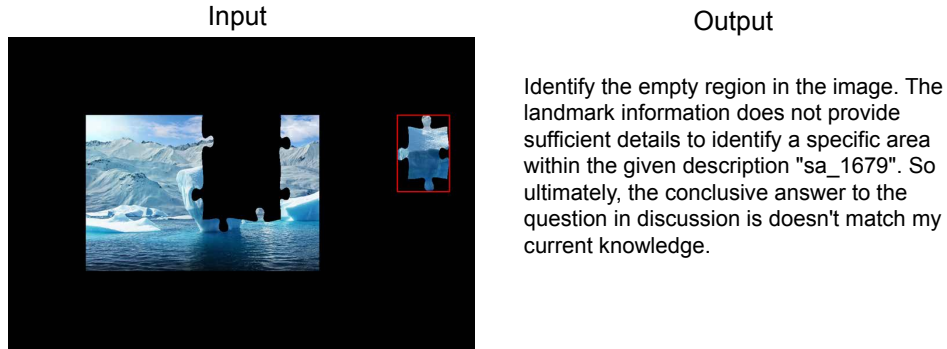 Input
Output
Identify the empty region in the image. The
landmark information does not provide
sufficient details to identify a specific area
within the given description "sa_1679". So
ultimately, the conclusive answer to the
question in discussion is doesn't match my
current knowledge.